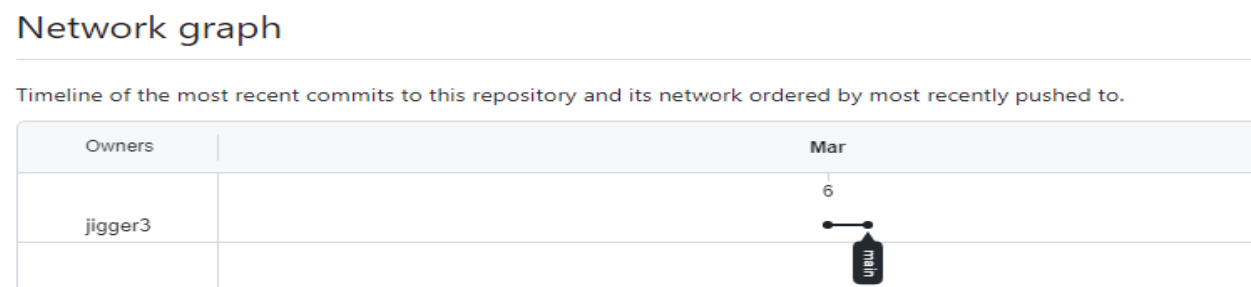 Network graph
Timeline of the most recent commits to this repository and its network ordered by most recently pushed to.
Owners
Mar
6
jigger3
main